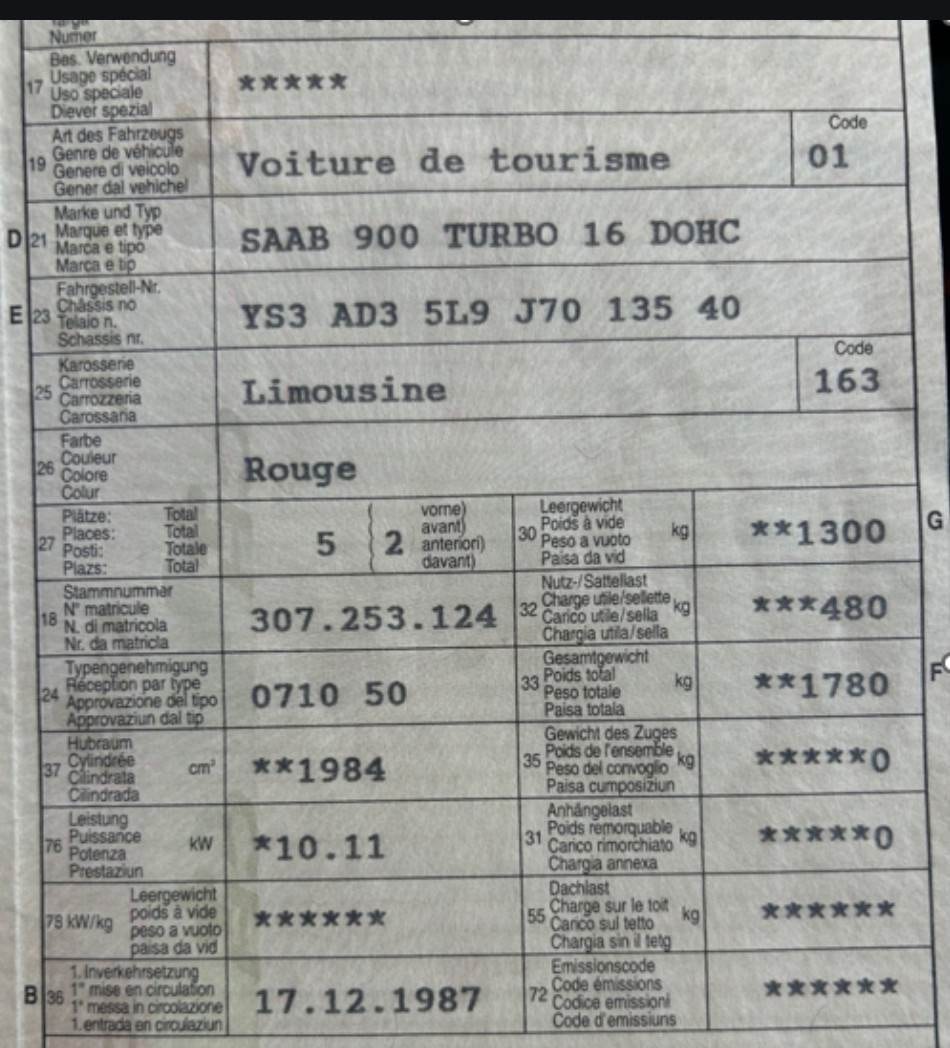 Targa
Numer
17 Bes. Verwendung
Usage spécial
Uso speciale
Diever spezial
*****
19 Art des Fahrzeugs
Genre de véhicule
Genere di veicolo
Gener dal vehichel
Voiture de tourisme
Code
01
D 21 Marke und Typ
Marque et type
Marca e tipo
Marca e tip
SAAB 900 TURBO 16 DOHC
E 23 Fahrgestell-Nr.
Châssis no
Telaio n.
Schassis nr.
YS3 AD3 5L9 J70 135 40
25 Karosserie
Carrosserie
Carrozzeria
Carossaria
Limousine
Code
163
26 Farbe
Couleur
Colore
Colur
Rouge
27 Plätze: Total
Places: Total
Posti: Totale
Plazs: Total
5 ( 2 vorne)
avant)
anteriori)
davant)
30 Leergewicht
Poids à vide kg
Peso a vuoto
Paisa da vid
**1300
G
18 Stammnummer
N° matricule
N. di matricola
Nr. da matricla
307.253.124
32 Nutz-/Sattellast
Charge utile/sellette kg
Carico utile/sella
Chargia utila/sella
***480
24 Typengenehmigung
Réception par type
Approvazione del tipo
Approvaziun dal tip
0710 50
33 Gesamtgewicht
Poids total kg
Peso totale
Paisa totala
**1780
F
37 Hubraum
Cylindrée cm³
Cilindrata
Cilindrada
**1984
35 Gewicht des Zuges
Poids de l'ensemble kg
Peso del convoglio
Paisa cumposiziun
*****0
76 Leistung
Puissance kW
Potenza
Prestaziun
*10.11
31 Anhängelast
Poids remorquable kg
Carico rimorchiato
Chargia annexa
*****0
78 kW/kg Leergewicht
poids à vide
peso a vuoto
paisa da vid
******
55 Dachlast
Charge sur le toit kg
Carico sul tetto
Chargia sin il tetg
******
B 36 1. Inverkehrsetzung
1re mise en circulation
1a messa in circolazione
1. entrada en circulaziun
17.12.1987
72 Emissionscode
Code émissions
Codice emissioni
Code d'emissiuns
******